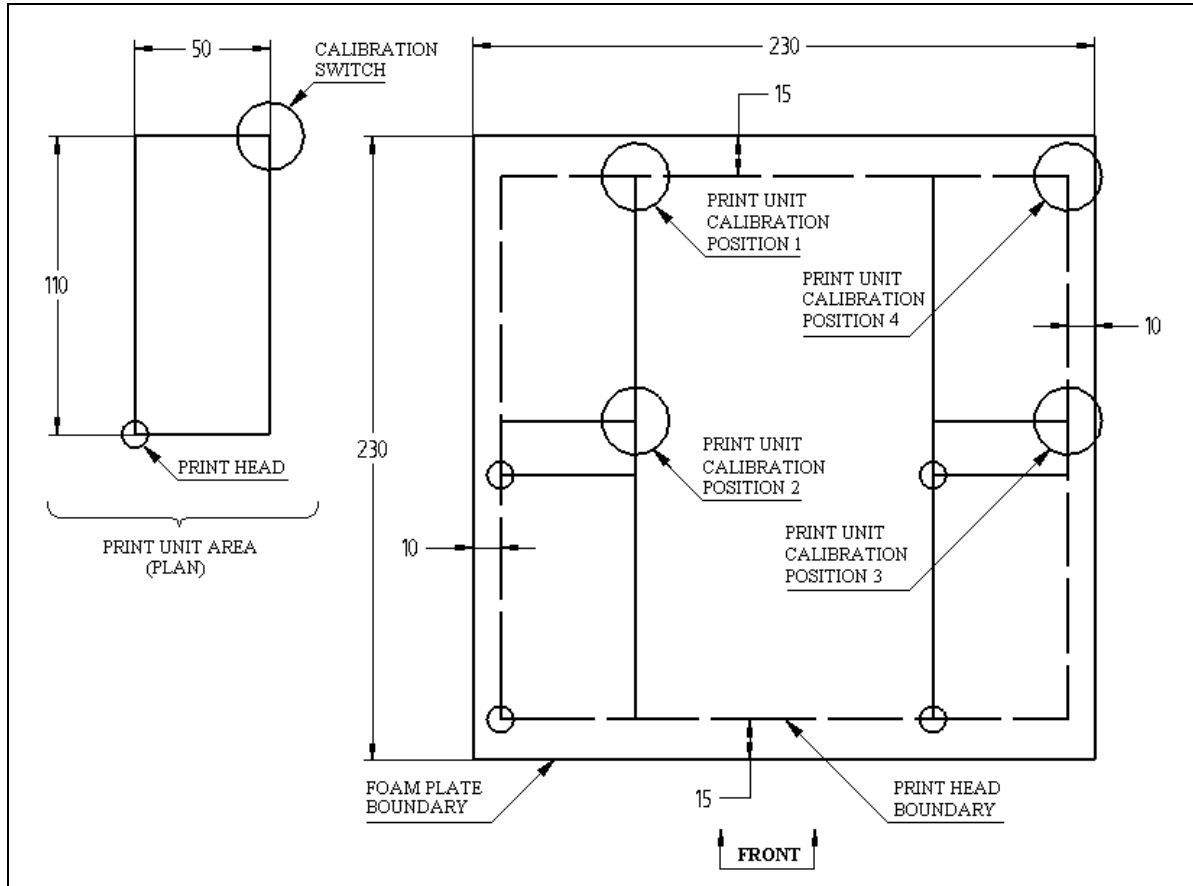 50
CALIBRATION
SWITCH
230
15
110
PRINT UNIT
CALIBRATION
POSITION 1
PRINT UNIT
CALIBRATION
POSITION 4
10
230
PRINT HEAD
PRINT UNIT
CALIBRATION
POSITION 2
PRINT UNIT AREA
(PLAN)
10
PRINT UNIT
CALIBRATION
POSITION 3
FOAM PLATE
BOUNDARY
15
PRINT HEAD
BOUNDARY
FRONT